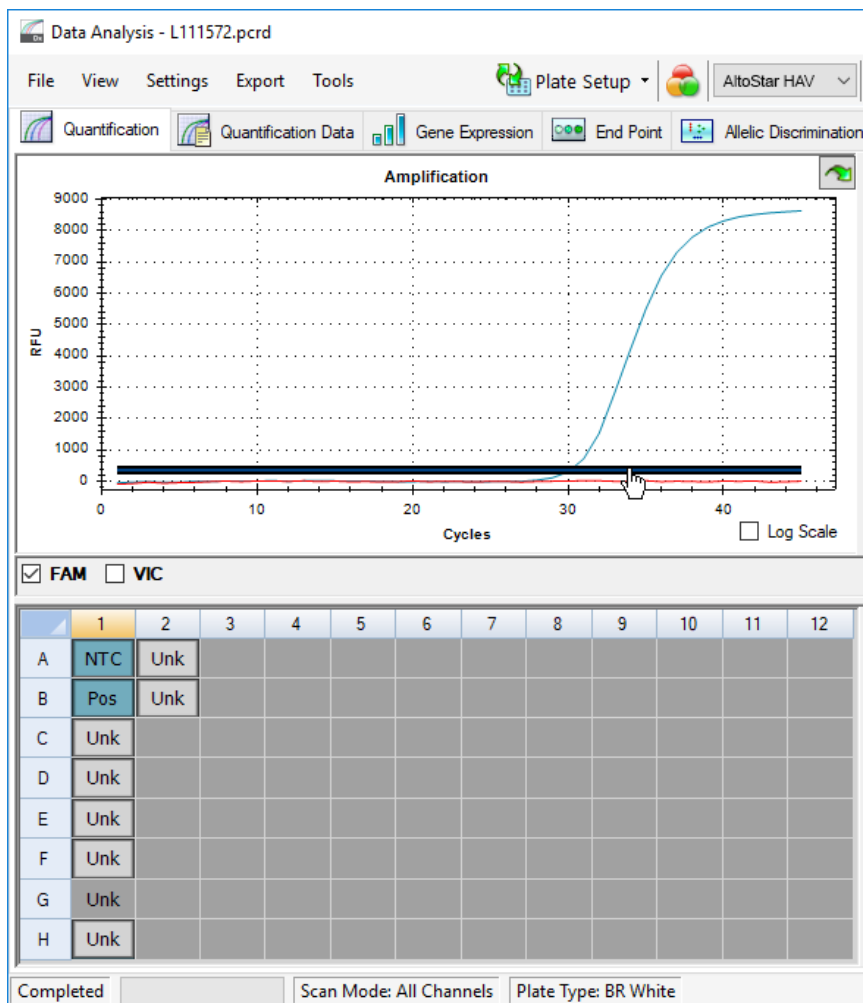 Data Analysis - L111572.pcrd
File View Settings Export Tools Plate Setup AltoStar HAV
Quantification Quantification Data Gene Expression End Point Allelic Discrimination
Amplification
9000
8000
7000
6000
5000
4000
3000
2000
1000
0
RFU
0 10 20 30 40
Cycles
Log Scale
FAM VIC
1 2 3 4 5 6 7 8 9 10 11 12
A NTC Unk
B Pos Unk
C Unk
D Unk
E Unk
F Unk
G Unk
H Unk
Completed Scan Mode: All Channels Plate Type: BR White